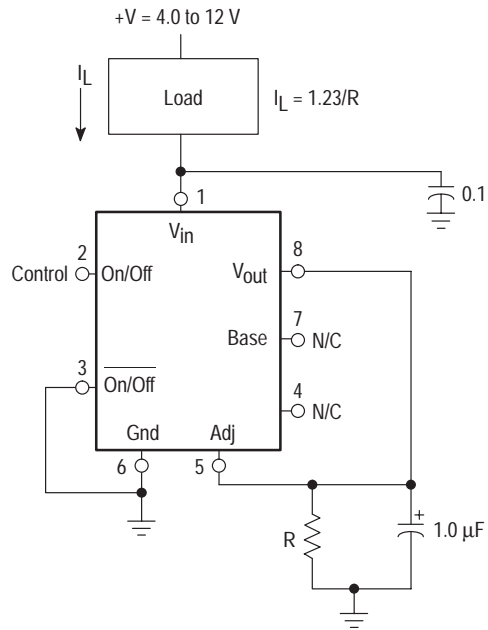 +V = 4.0 to 12 V
IL
Load
IL = 1.23/R
1
0.1
Vin
2
8
Control
On/Off
Vout
7
Base
N/C
3
On/Off
4
N/C
Gnd
Adj
6
5
+
R
1.0 µF